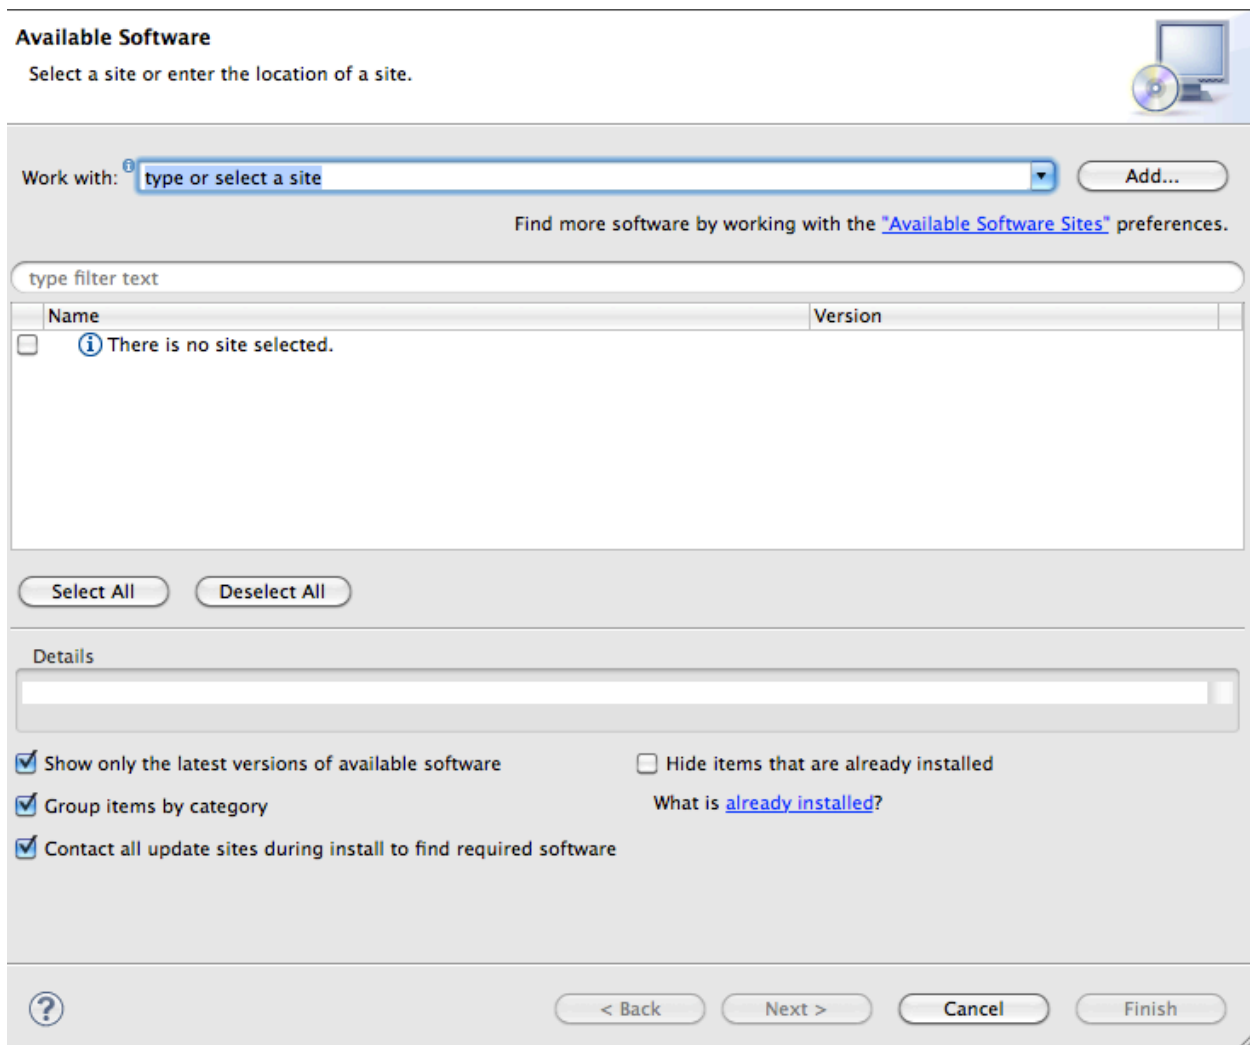 Available Software
Select a site or enter the location of a site.
Work with: type or select a site Add...
Find more software by working with the "Available Software Sites" preferences.
type filter text
Name Version
There is no site selected.
Select All Deselect All
Details
Show only the latest versions of available software Hide items that are already installed
Group items by category What is already installed?
Contact all update sites during install to find required software
? < Back Next > Cancel Finish